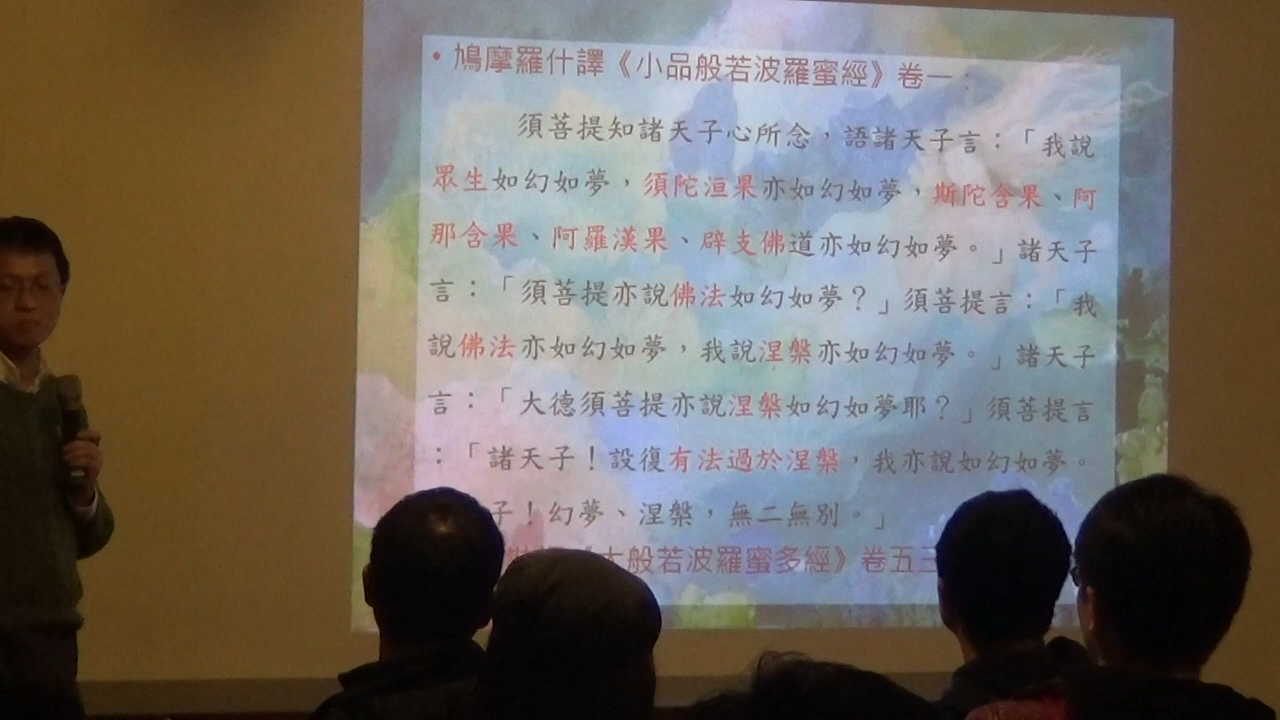 • 鳩摩羅什譯《小品般若波羅蜜經》卷一：
須菩提知諸天子心所念，語諸天子言：「我說
眾生如幻如夢，須陀洹果亦如幻如夢，斯陀含果、阿
那含果、阿羅漢果、辟支佛道亦如幻如夢。」諸天子
言：「須菩提亦說佛法如幻如夢？」須菩提言：「我
說佛法亦如幻如夢，我說涅槃亦如幻如夢。」諸天子
言：「大德須菩提亦說涅槃如幻如夢耶？」須菩提言
：「諸天子！設復有法過於涅槃，我亦說如幻如夢。
子！幻夢、涅槃，無二無別。」
《大般若波羅蜜多經》卷五三